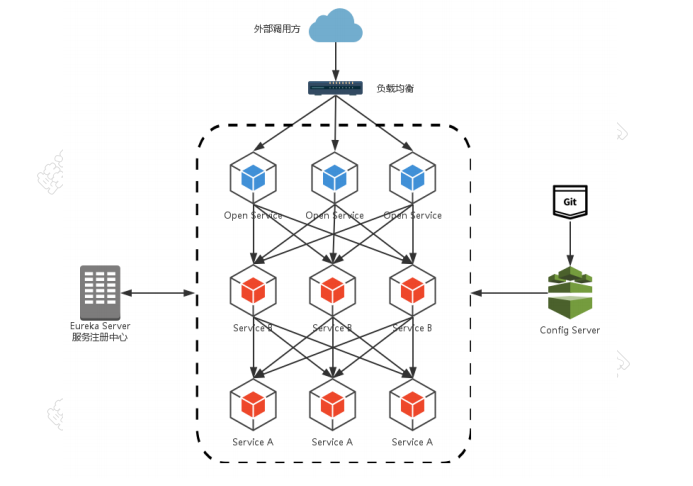 外部调用方
负载均衡
Open Service
Open Service
Open Service
Git
Eureka Server
服务注册中心
Service B
Service B
Service B
Config Server
Service A
Service A
Service A